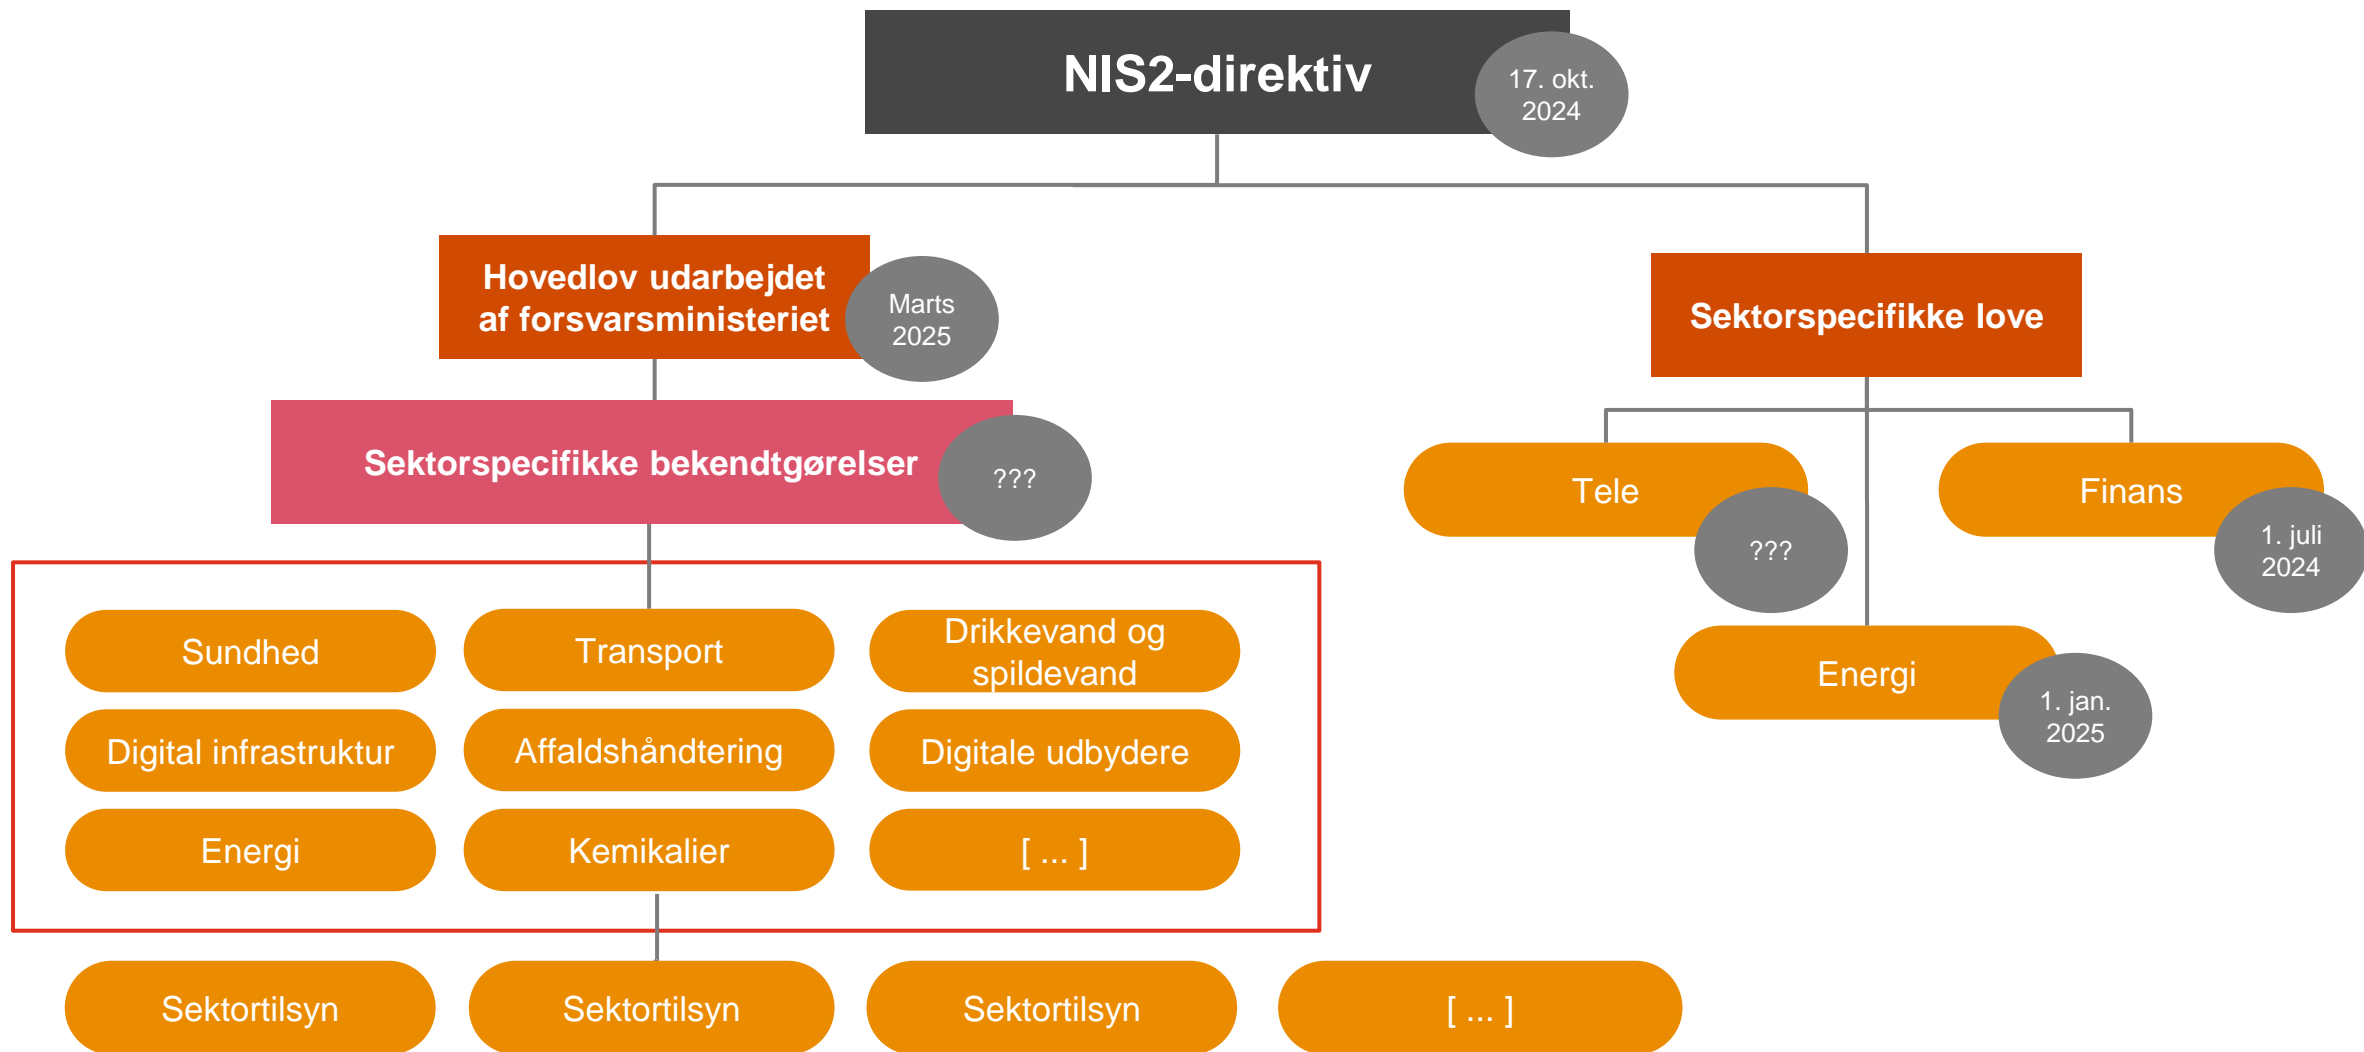 NIS2-direktiv
17. okt.
2024
Hovedlov udarbejdet
af forsvarsministeriet
Marts
2025
Sektorspecifikke love
Sektorspecifikke bekendtgørelser
???
Tele
???
Finans
1. juli
2024
Energi
1. jan.
2025
Sundhed
Transport
Drikkevand og
spildevand
Digital infrastruktur
Affaldshåndtering
Digitale udbydere
Energi
Kemikalier
[ ... ]
Sektortilsyn
Sektortilsyn
Sektortilsyn
[ ... ]